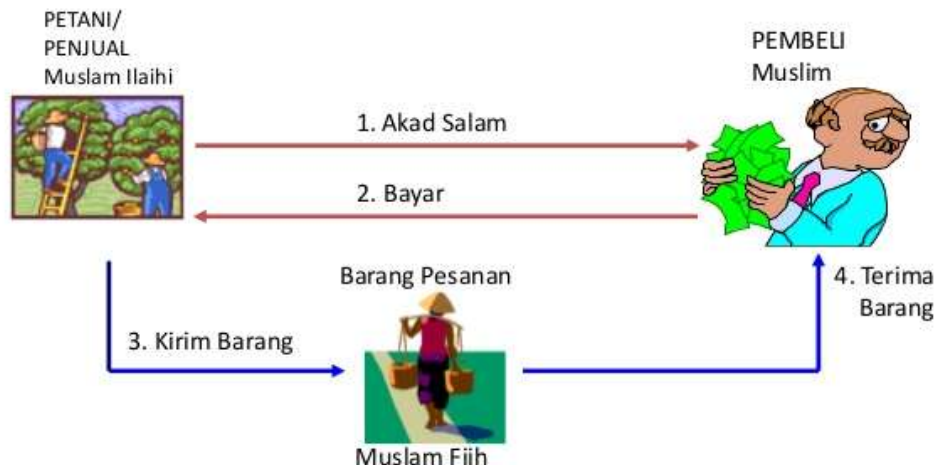 PETANI/
PENJUAL
Muslam Ilaihi
PEMBELI
Muslim
1. Akad Salam
2. Bayar
Barang Pesanan
4. Terima
Barang
3. Kirim Barang
Muslam Fiih